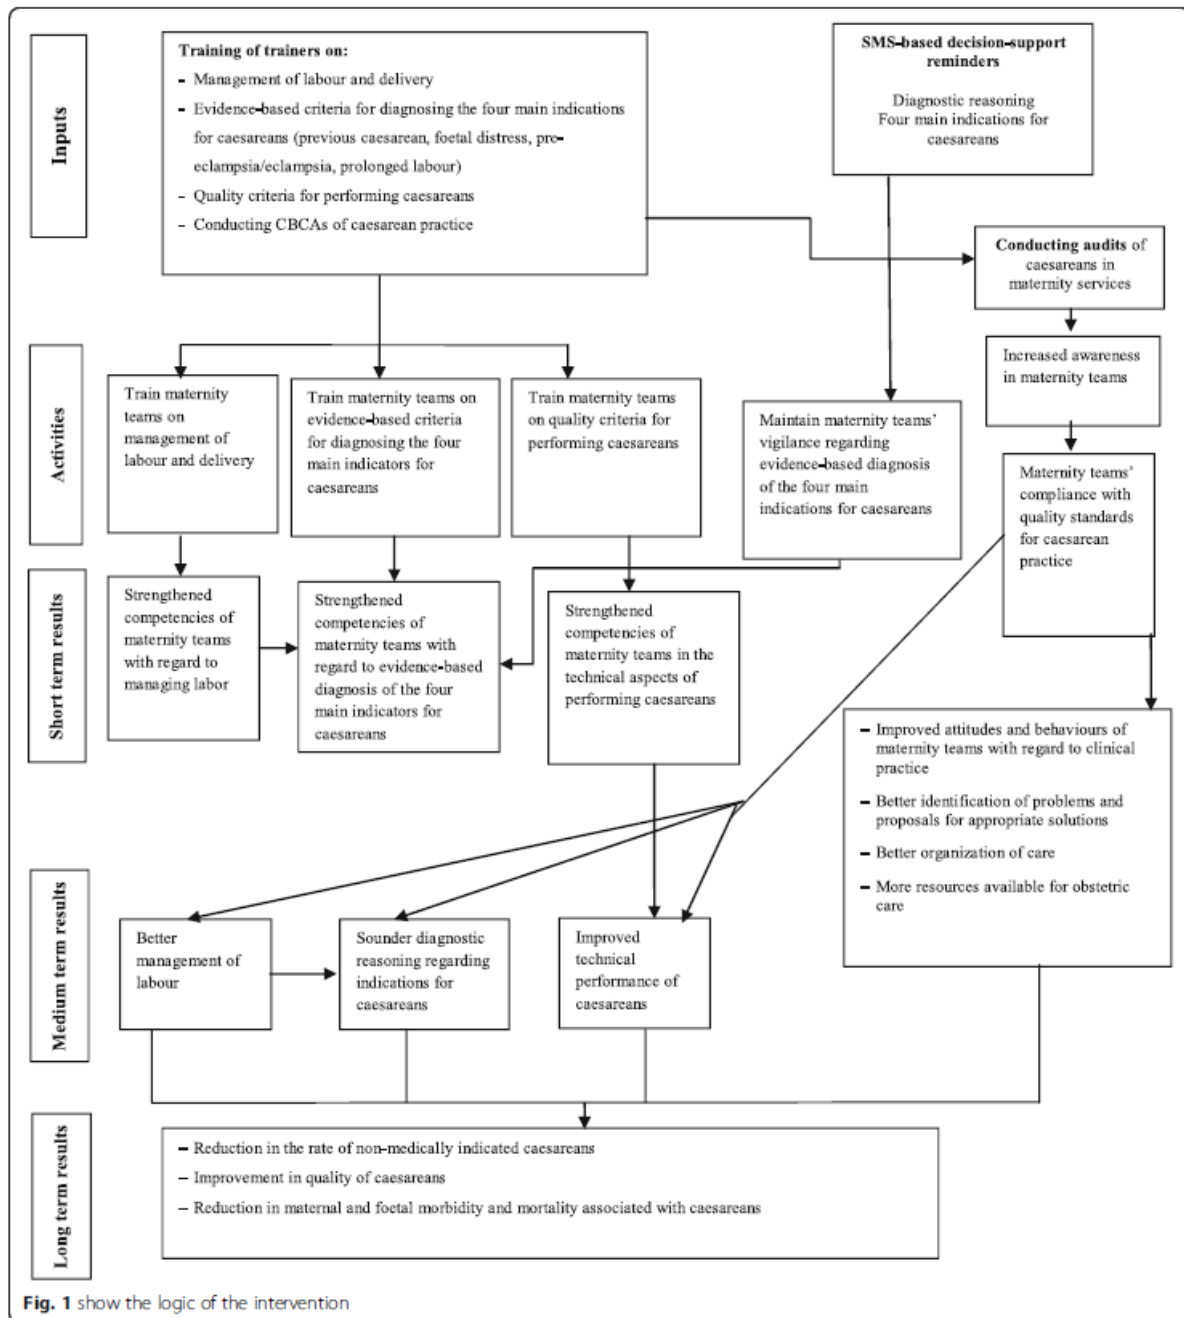 Inputs
Training of trainers on:
– Management of labour and delivery
– Evidence-based criteria for diagnosing the four main indications
for caesareans (previous caesarean, foetal distress, pre-
eclampsia/eclampsia, prolonged labour)
– Quality criteria for performing caesareans
– Conducting CBCAs of caesarean practice
SMS-based decision-support
reminders
Diagnostic reasoning
Four main indications for
caesareans
Conducting audits of
caesareans in
maternity services
Increased awareness
in maternity teams
Activities
Train maternity
teams on
management of
labour and delivery
Train maternity teams on
evidence-based criteria
for diagnosing the four
main indicators for
caesareans
Train maternity teams
on quality criteria for
performing caesareans
Maintain maternity teams'
vigilance regarding
evidence-based diagnosis
of the four main
indications for caesareans
Maternity teams'
compliance with
quality standards
for caesarean
practice
Short term results
Strengthened
competencies of
maternity teams
with regard to
managing labor
Strengthened
competencies of
maternity teams with
regard to evidence-based
diagnosis of the four
main indicators for
caesareans
Strengthened
competencies of
maternity teams in the
technical aspects of
performing caesareans
– Improved attitudes and behaviours of
maternity teams with regard to clinical
practice
– Better identification of problems and
proposals for appropriate solutions
– Better organization of care
– More resources available for obstetric
care
Medium term results
Better
management of
labour
Sounder diagnostic
reasoning regarding
indications for
caesareans
Improved
technical
performance of
caesareans
Long term results
– Reduction in the rate of non-medically indicated caesareans
– Improvement in quality of caesareans
– Reduction in maternal and foetal morbidity and mortality associated with caesareans
Fig. 1 show the logic of the intervention